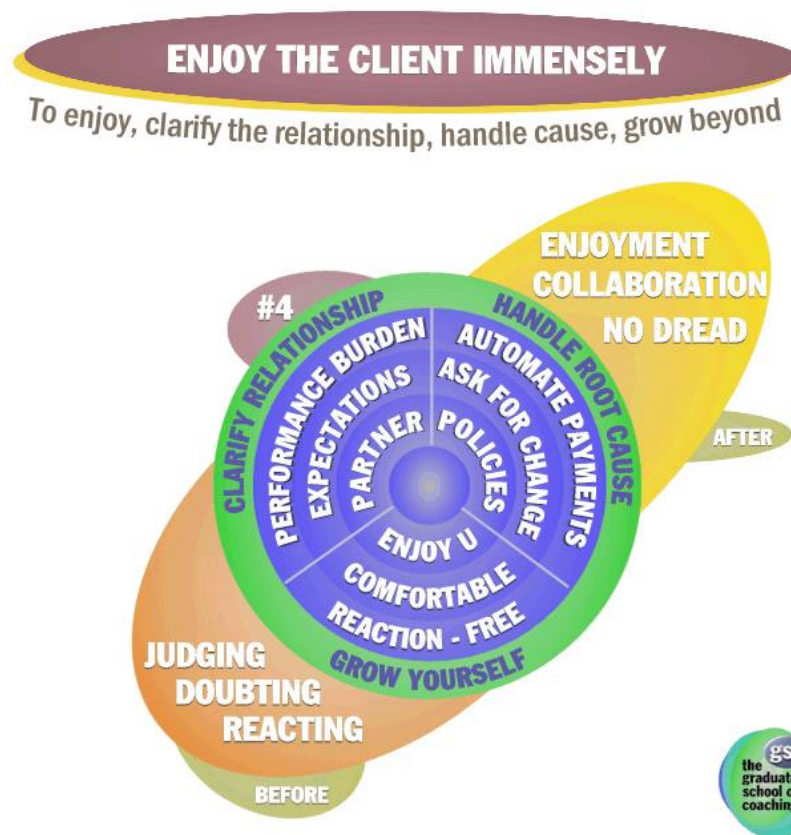 ENJOY THE CLIENT IMMENSELY
To enjoy, clarify the relationship, handle cause, grow beyond
#4
ENJOYMENT
COLLABORATION
NO DREAD
AFTER
CLARIFY RELATIONSHIP
PERFORMANCE BURDEN
EXPECTATIONS
PARTNER
HANDLE ROOT CAUSE
AUTOMATE PAYMENTS
ASK FOR CHANGE
POLICIES
ENJOY U
COMFORTABLE
REACTION - FREE
GROW YOURSELF
JUDGING
DOUBTING
REACTING
BEFORE
gs
the
graduate
school o
coaching